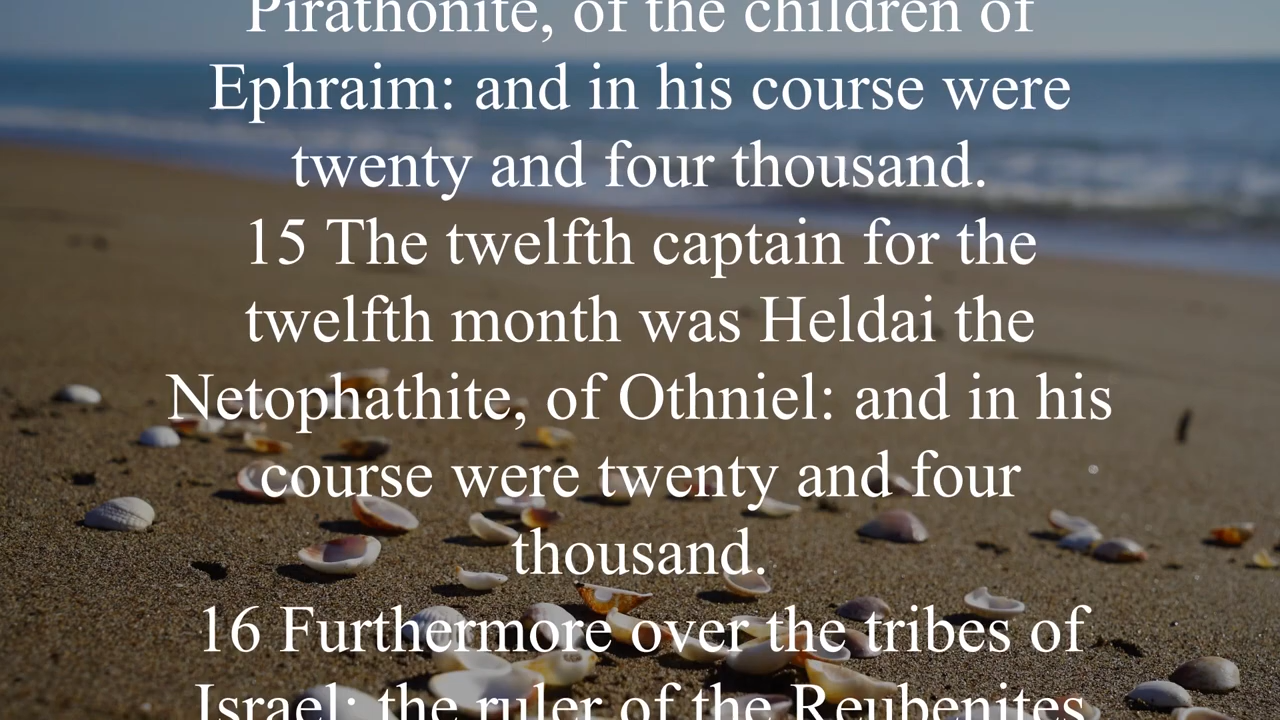 Pirathonite, of the children of
Ephraim: and in his course were
twenty and four thousand.
15 The twelfth captain for the
twelfth month was Heldai the
Netophathite, of Othniel: and in his
course were twenty and four
thousand.
16 Furthermore over the tribes of
Israel: the ruler of the Reubenites